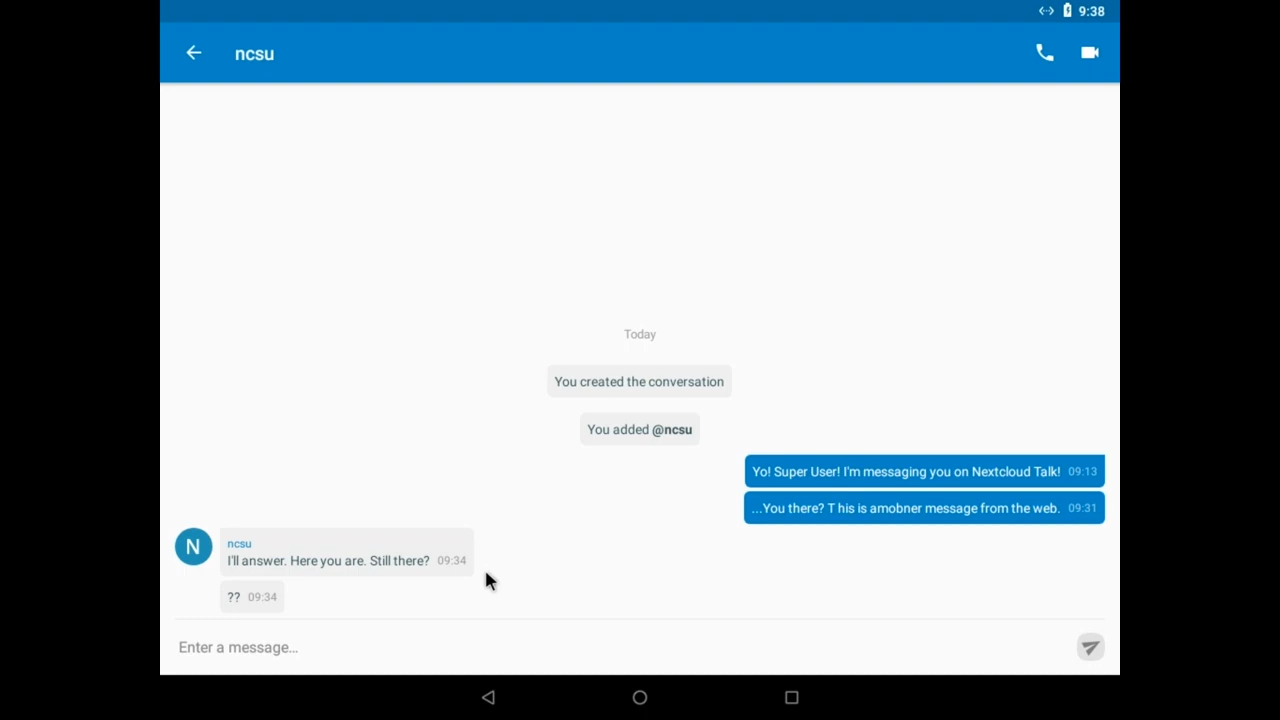 9:38
ncsu
Today
You created the conversation
You added @ncsu
Yo! Super User! I'm messaging you on Nextcloud Talk! 09:13
...You there? T his is amobner message from the web. 09:31
N
ncsu
I'll answer. Here you are. Still there? 09:34
?? 09:34
Enter a message...